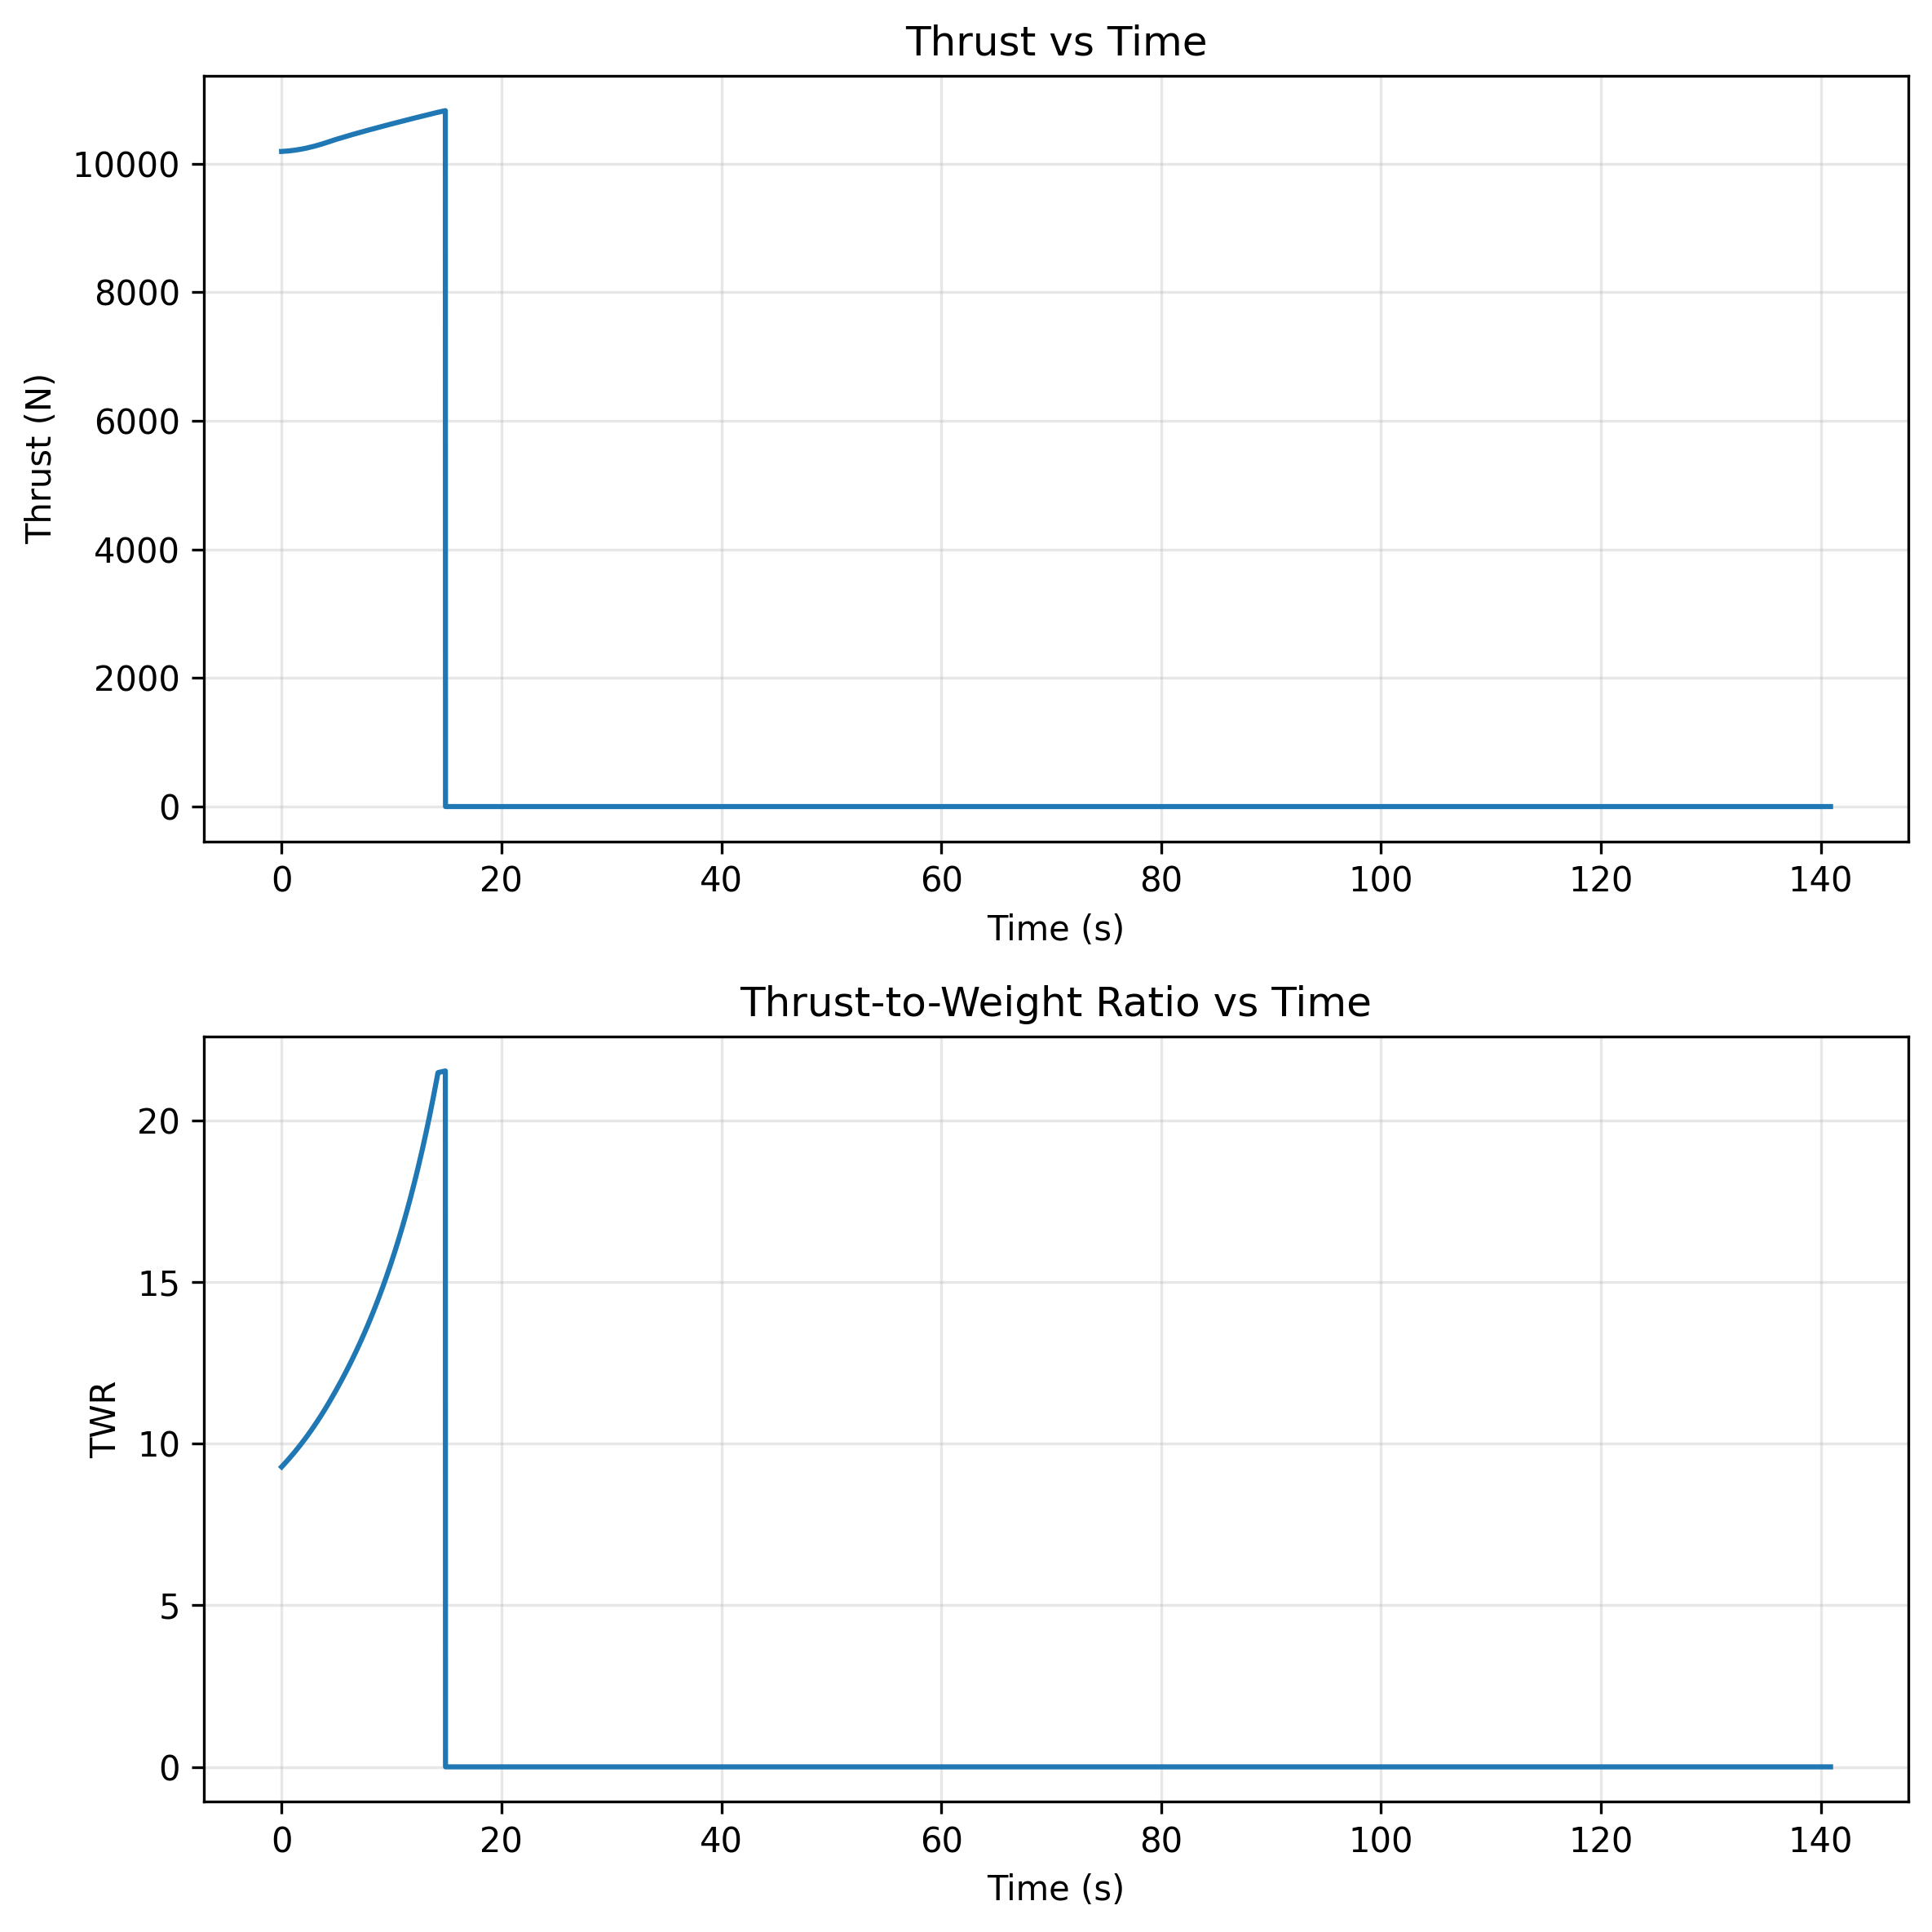 Thrust vs Time
Thrust (N)
10000
8000
6000
4000
2000
0
0 20 40 60 80 100 120 140
Time (s)
Thrust-to-Weight Ratio vs Time
TWR
20
15
10
5
0
0 20 40 60 80 100 120 140
Time (s)